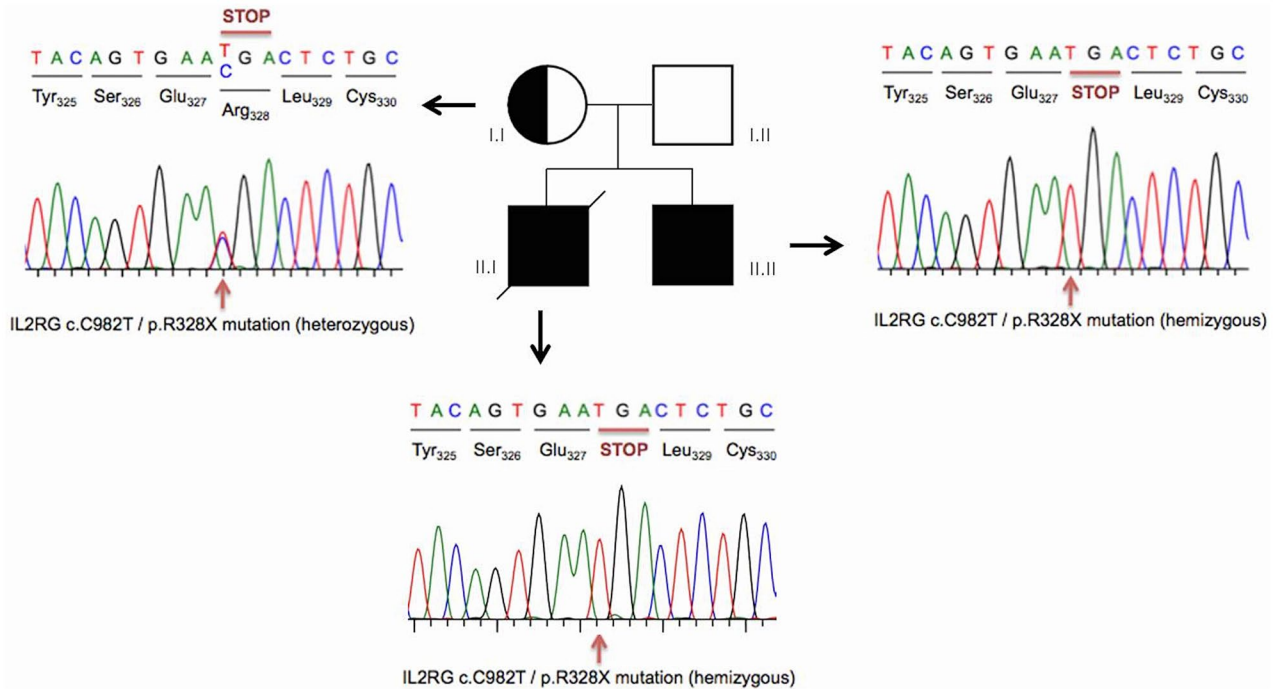 STOP
T A C A G T G A A T G A C T C T G C
C
Tyr325 Ser326 Glu327 Arg328 Leu329 Cys330
IL2RG c.C982T / p.R328X mutation (heterozygous)
I.I
I.II
II.I
II.II
T A C A G T G A A T G A C T C T G C
Tyr325 Ser326 Glu327 STOP Leu329 Cys330
IL2RG c.C982T / p.R328X mutation (hemizygous)
T A C A G T G A A T G A C T C T G C
Tyr325 Ser326 Glu327 STOP Leu329 Cys330
IL2RG c.C982T / p.R328X mutation (hemizygous)